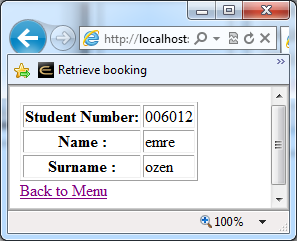 http://localhost:
Retrieve booking
Student Number: 006012
Name : emre
Surname : ozen
Back to Menu
100%